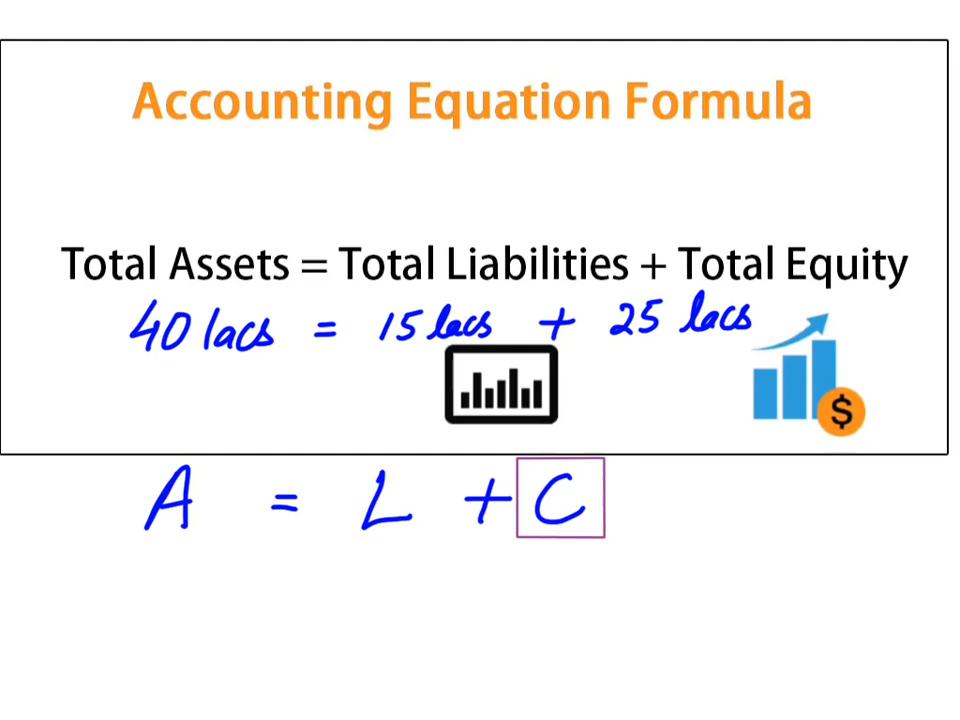 Accounting Equation Formula
Total Assets = Total Liabilities + Total Equity
40 lacs = 15 lacs + 25 lacs
$
A = L + C